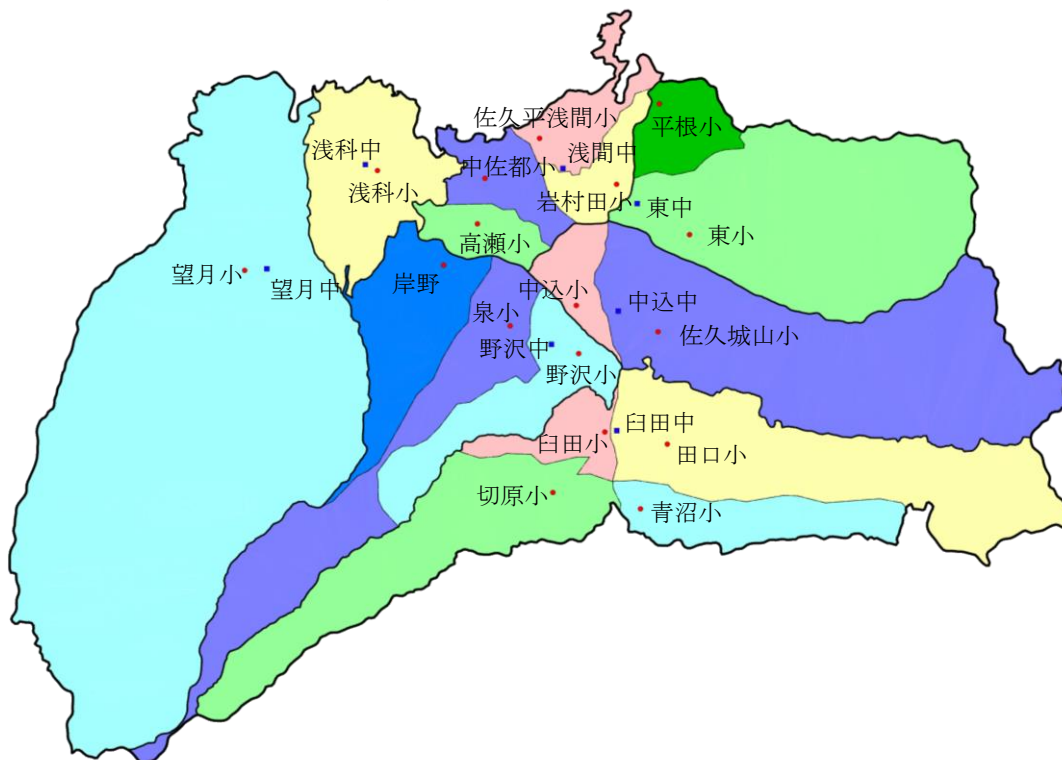 佐久平浅間小
平根小
浅科中
浅間中
中佐都小
浅科小
岩村田小
東中
東小
高瀬小
望月小
望月中
岸野
中込小
泉小
中込中
佐久城山小
野沢中
野沢小
臼田中
臼田小
田口小
切原小
青沼小